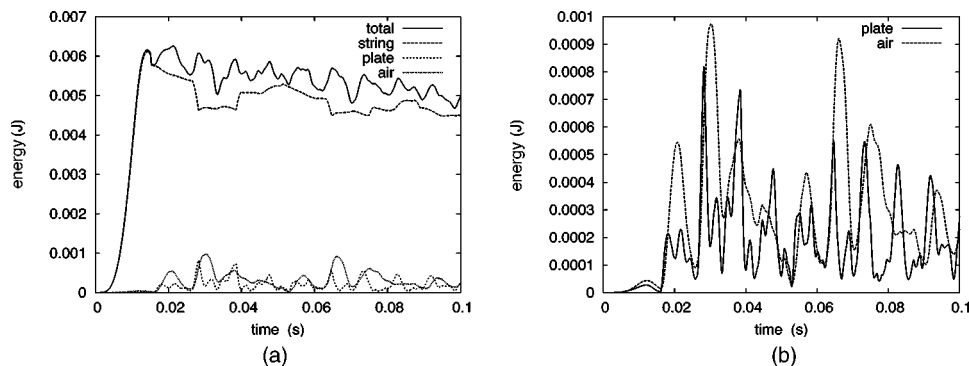 0.007
0.006
0.005
0.004
0.003
0.002
0.001
0
energy (J)
total
string
plate
air
0
0.02
0.04
0.06
0.08
0.1
time (s)
(a)
0.001
0.0009
0.0008
0.0007
0.0006
0.0005
0.0004
0.0003
0.0002
0.0001
0
energy (J)
plate
air
0
0.02
0.04
0.06
0.08
0.1
time (s)
(b)